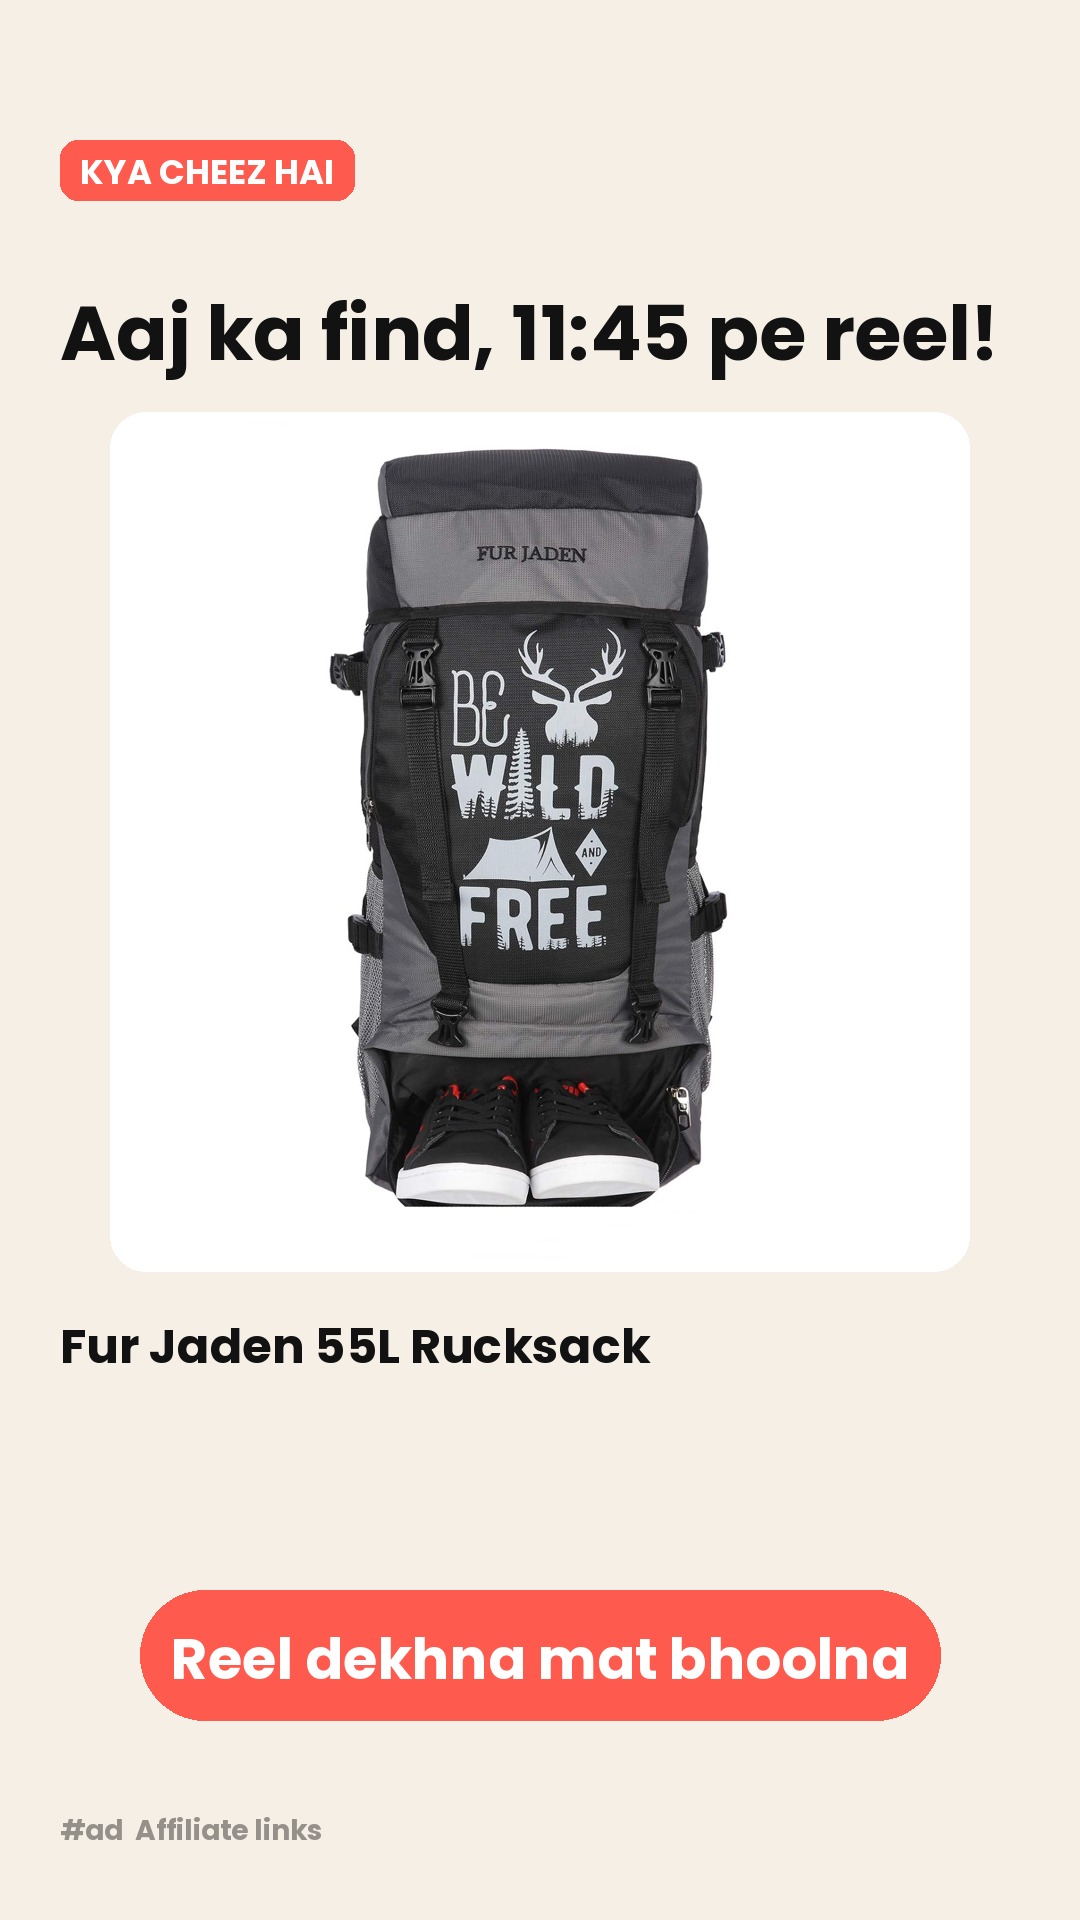 KYA CHEEZ HAI
Aaj ka find, 11:45 pe reel!
FUR JADEN
BE
WILD
AND
FREE
Fur Jaden 55L Rucksack
Reel dekhna mat bhoolna
#ad Affiliate links